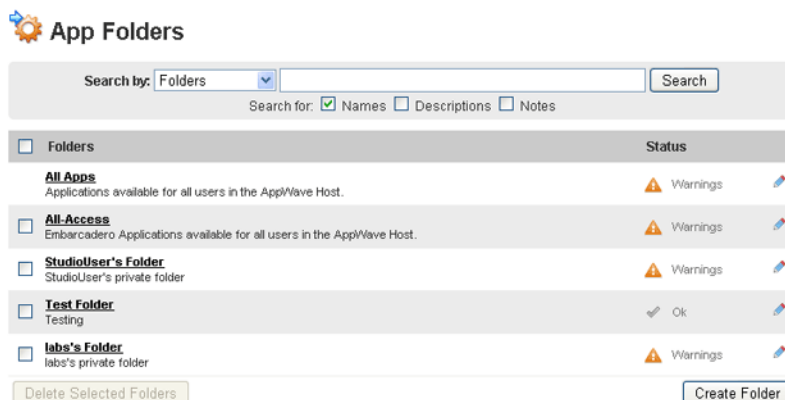 App Folders
Search by: Folders Search
Search for: Names Descriptions Notes
Folders Status
All Apps
Applications available for all users in the AppWave Host.
Warnings
All-Access
Embarcadero Applications available for all users in the AppWave Host.
Warnings
StudioUser's Folder
StudioUser's private folder
Warnings
Test Folder
Testing
Ok
labs's Folder
labs's private folder
Warnings
Delete Selected Folders Create Folder